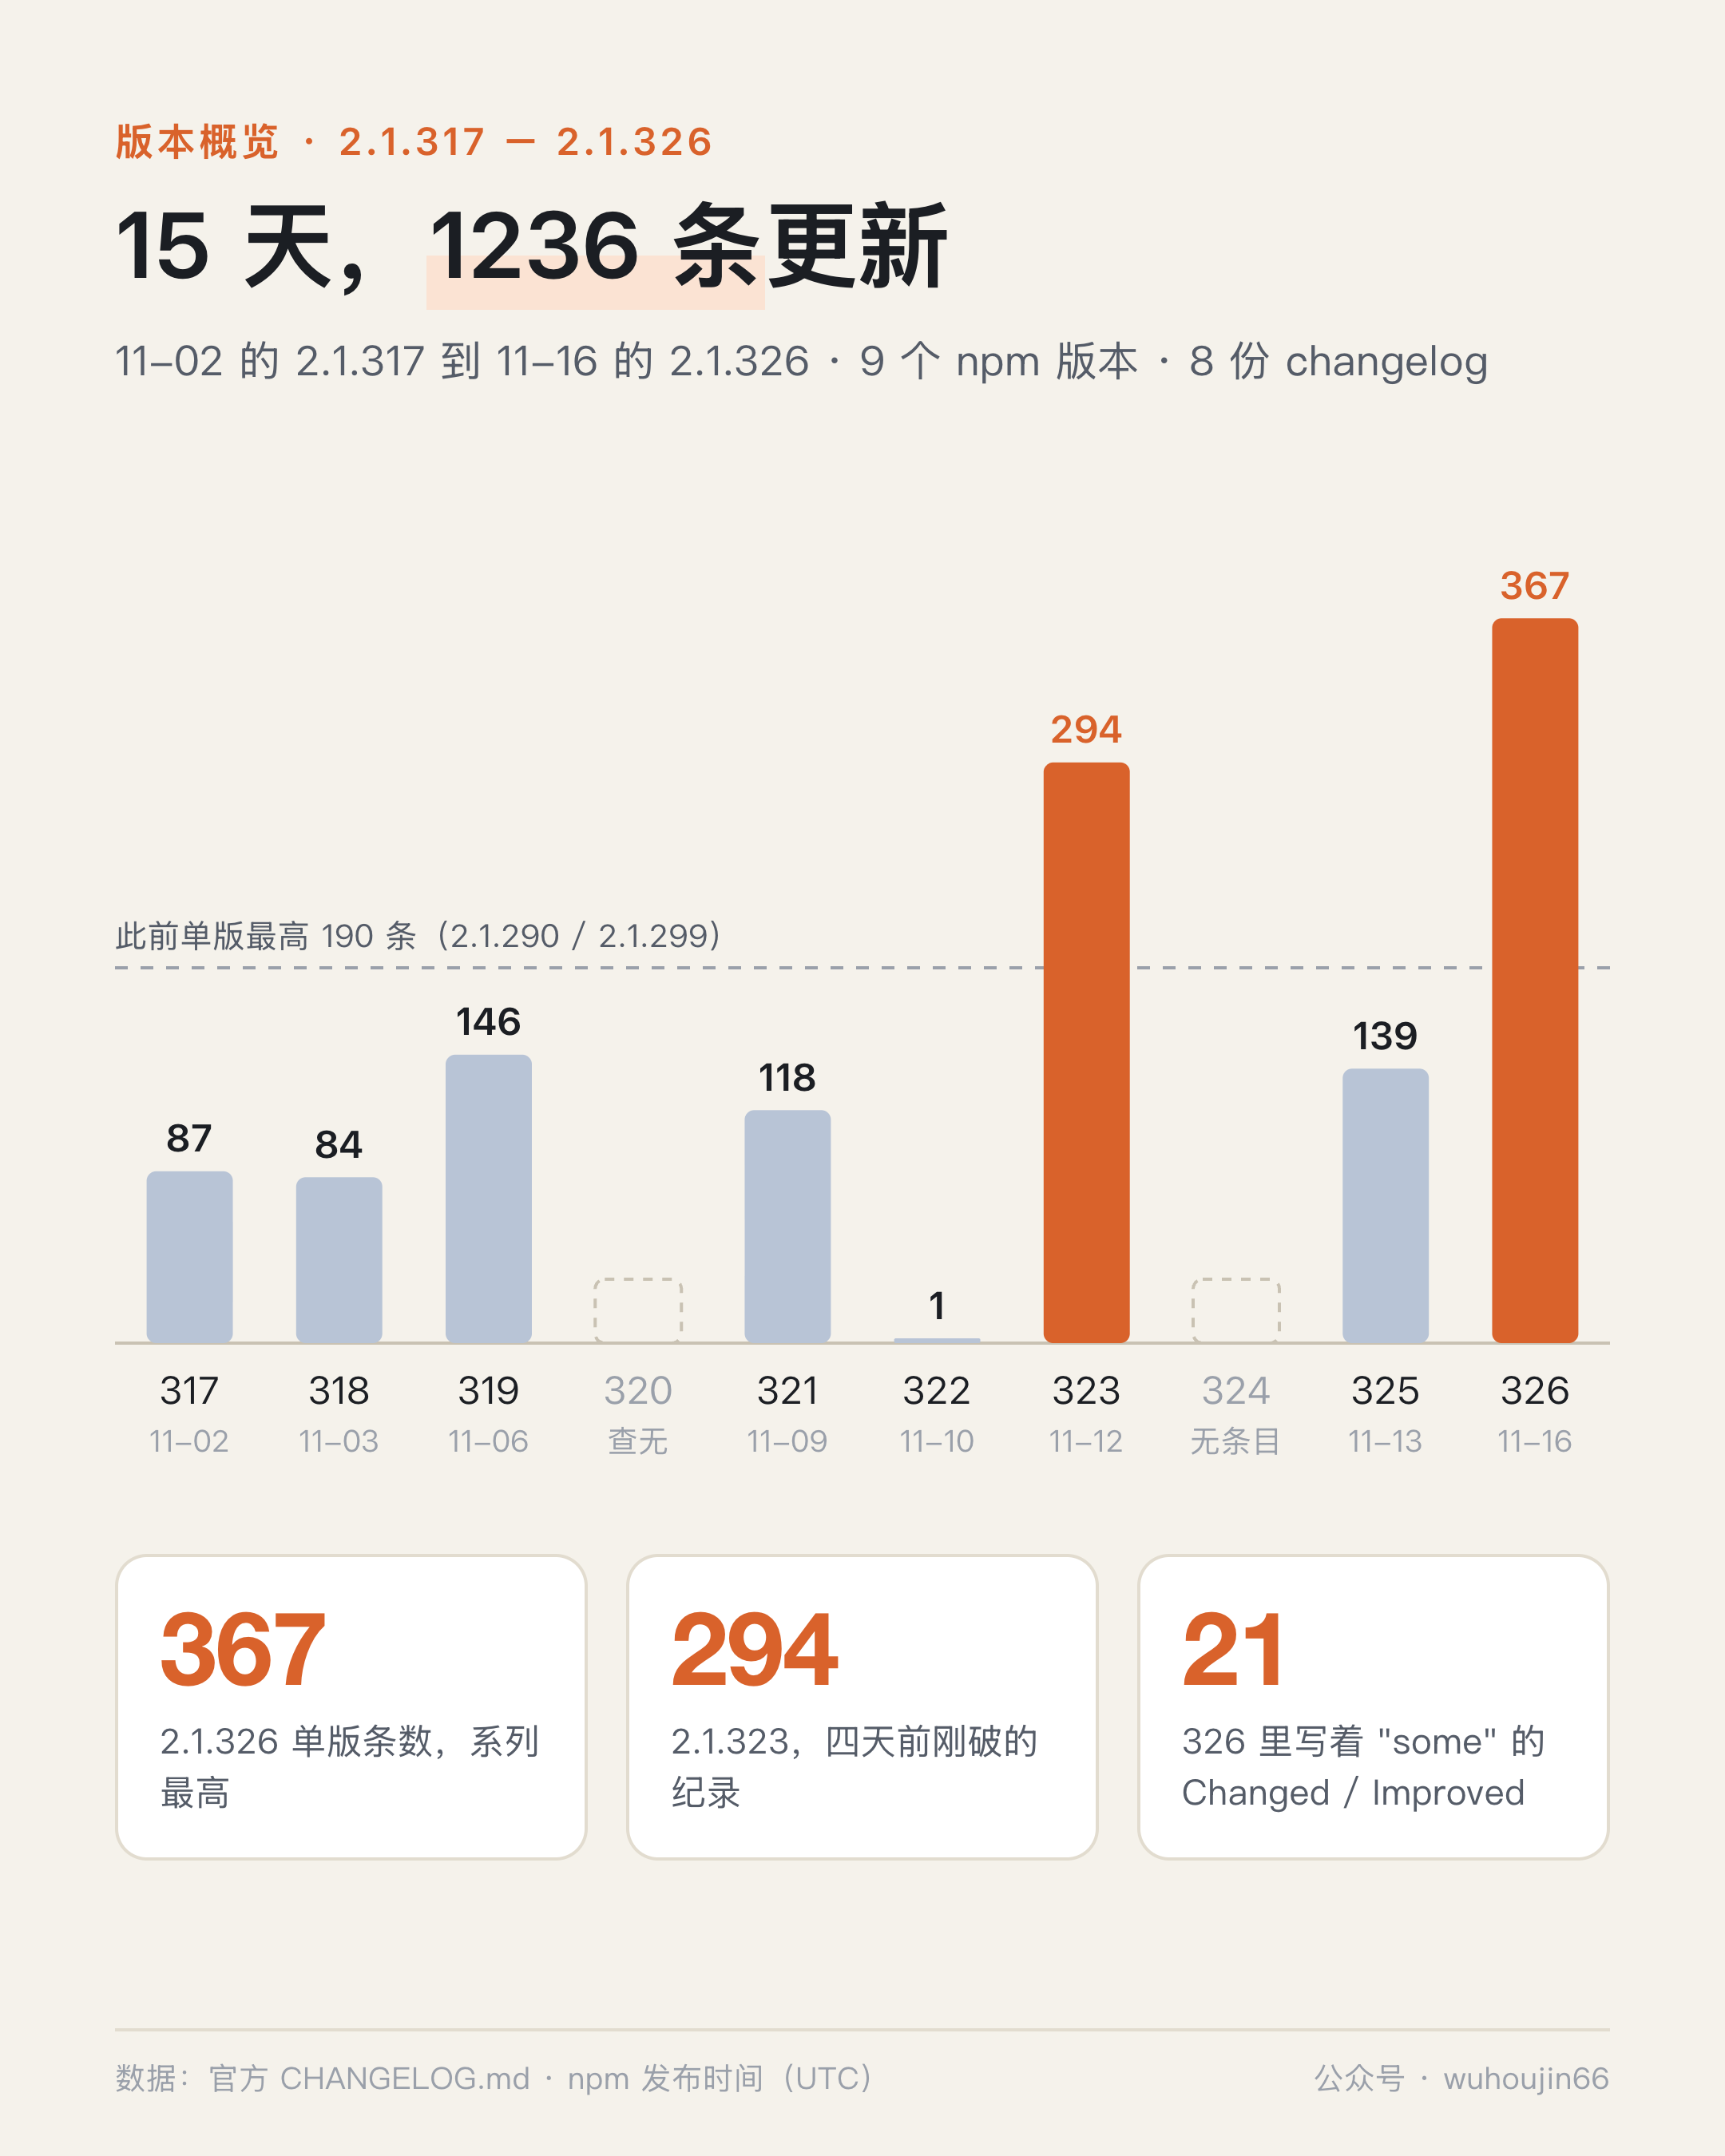 版本概览 · 2.1.317 — 2.1.326
15 天，1236 条更新
11–02 的 2.1.317 到 11–16 的 2.1.326 · 9 个 npm 版本 · 8 份 changelog
367
294
此前单版最高 190 条（2.1.290 / 2.1.299）
146
139
118
87
84
1
317 318 319 320 321 322 323 324 325 326
11–02 11–03 11–06 查无 11–09 11–10 11–12 无条目 11–13 11–16
367
2.1.326 单版条数，系列
最高
294
2.1.323，四天前刚破的
纪录
21
326 里写着 "some" 的
Changed / Improved
数据：官方 CHANGELOG.md · npm 发布时间（UTC）
公众号 · wuhoujin66